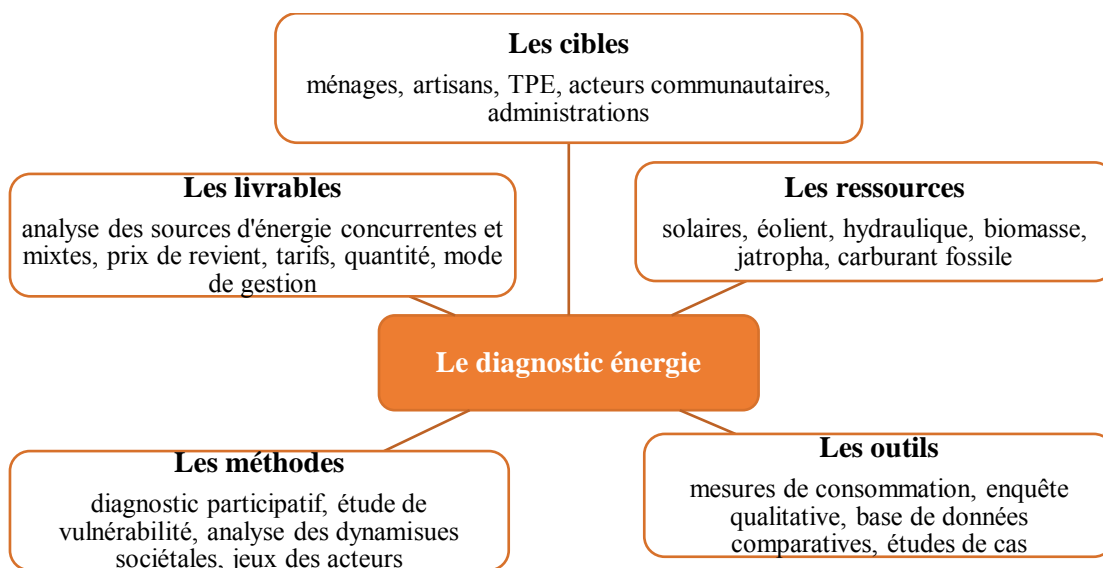 Les cibles
ménages, artisans, TPE, acteurs communautaires,
administrations
Les livrables
analyse des sources d'énergie concurrentes et
mixtes, prix de revient, tarifs, quantité, mode
de gestion
Les ressources
solaires, éolient, hydraulique, biomasse,
jatropha, carburant fossile
Le diagnostic énergie
Les méthodes
diagnostic participatif, étude de
vulnérabilité, analyse des dynamisues
sociétales, jeux des acteurs
Les outils
mesures de consommation, enquête
qualitative, base de données
comparatives, études de cas